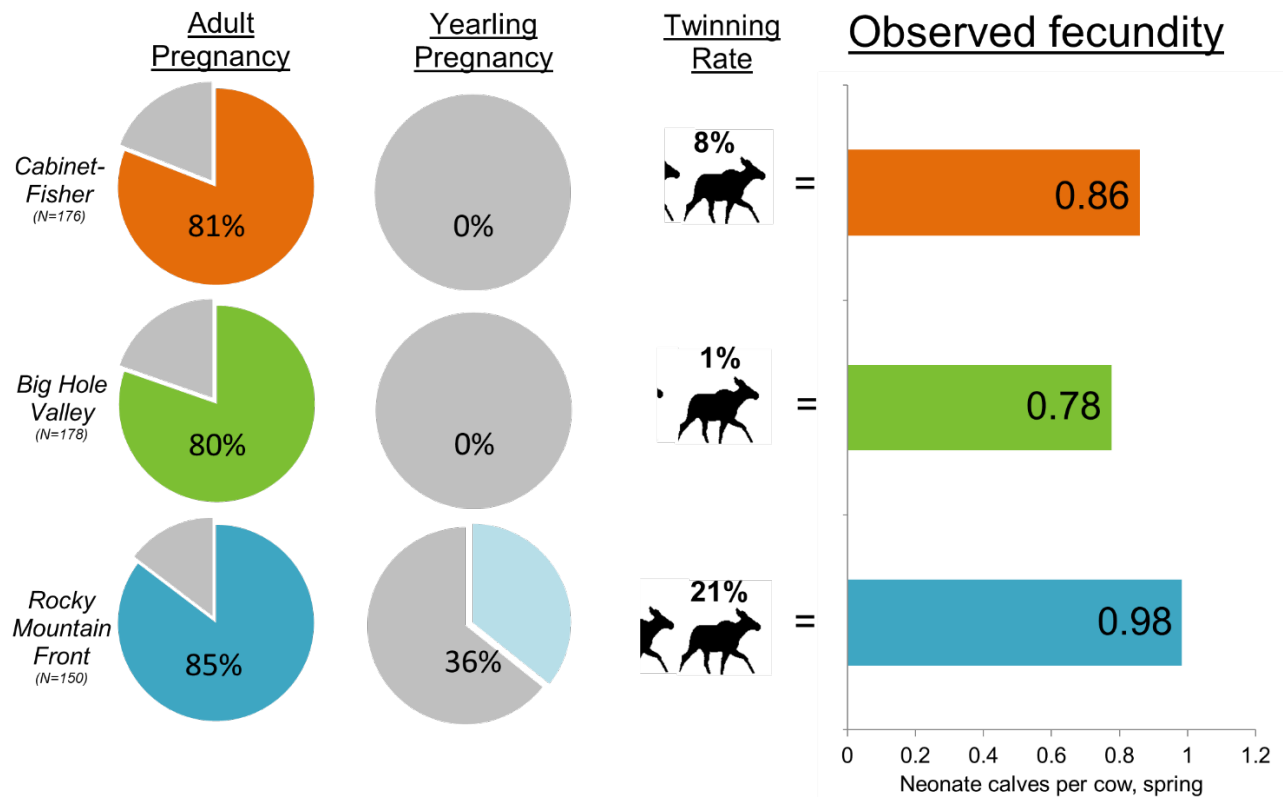 Adult
Pregnancy
Yearling
Pregnancy
Twinning
Rate
Observed fecundity
Cabinet-
Fisher
(N=176)
81%
0%
8%
=
0.86
Big Hole
Valley
(N=178)
80%
0%
1%
=
0.78
Rocky
Mountain
Front
(N=150)
85%
36%
21%
=
0.98
0 0.2 0.4 0.6 0.8 1 1.2
Neonate calves per cow, spring